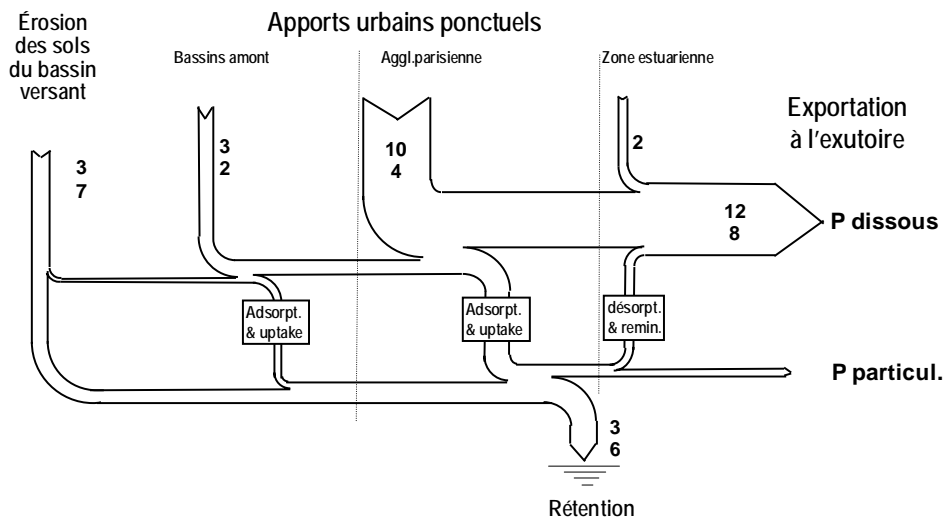 Érosion
des sols
du bassin
versant
Apports urbains ponctuels
Bassins amont
Aggl.parisienne
Zone estuarienne
Exportation
à l'exutoire
3
7
3
2
10
4
2
12
8
P dissous
Adsorpt.
& uptake
Adsorpt.
& uptake
désorpt.
& remin.
P particul.
3
6
Rétention